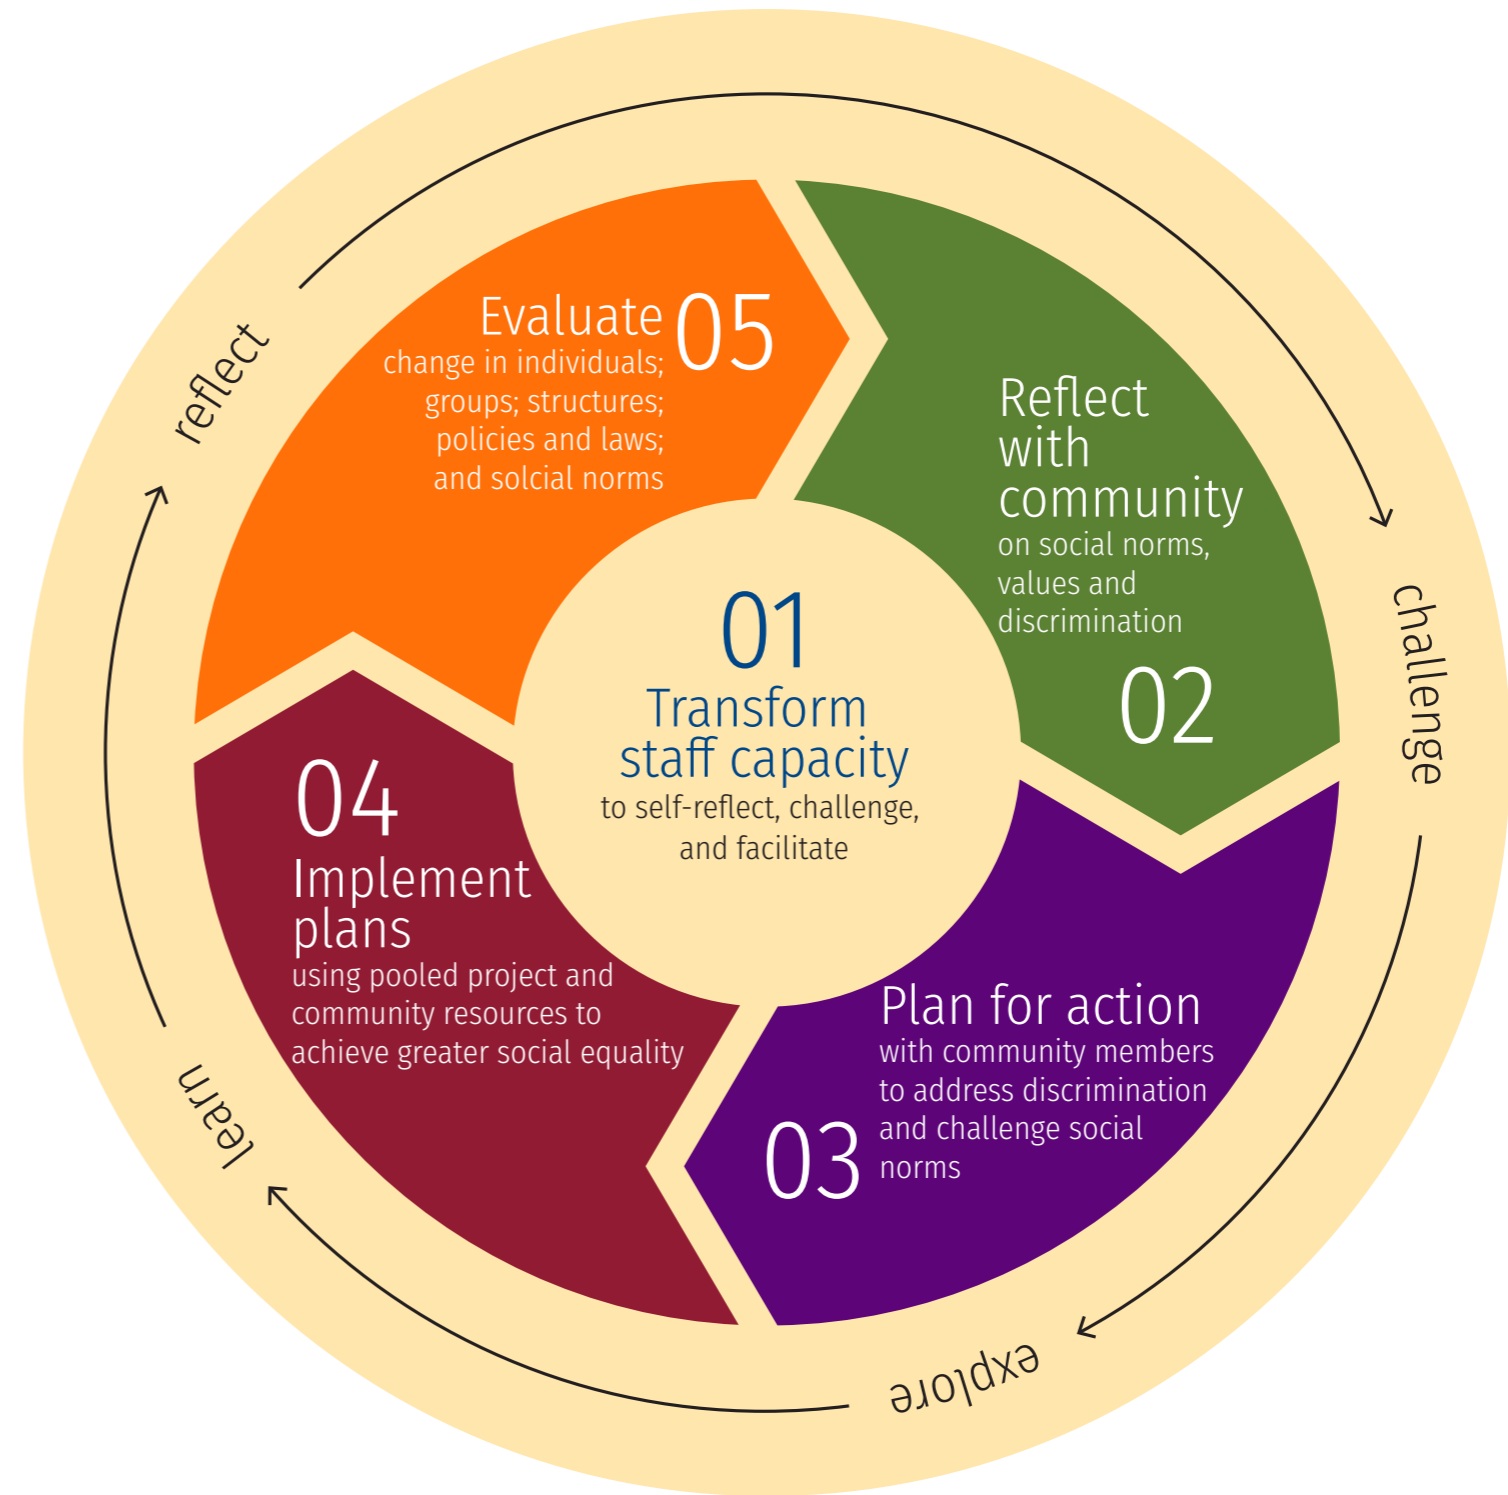 01
Transform
staff capacity
to self-reflect, challenge,
and facilitate
Reflect
with
community
on social norms,
values and
discrimination
02
Plan for action
with community members
to address discrimination
and challenge social
norms
03
04
Implement
plans
using pooled project and
community resources to
achieve greater social equality
Evaluate
change in individuals;
groups; structures;
policies and laws;
and solcial norms
05
reflect
challenge
explore
learn